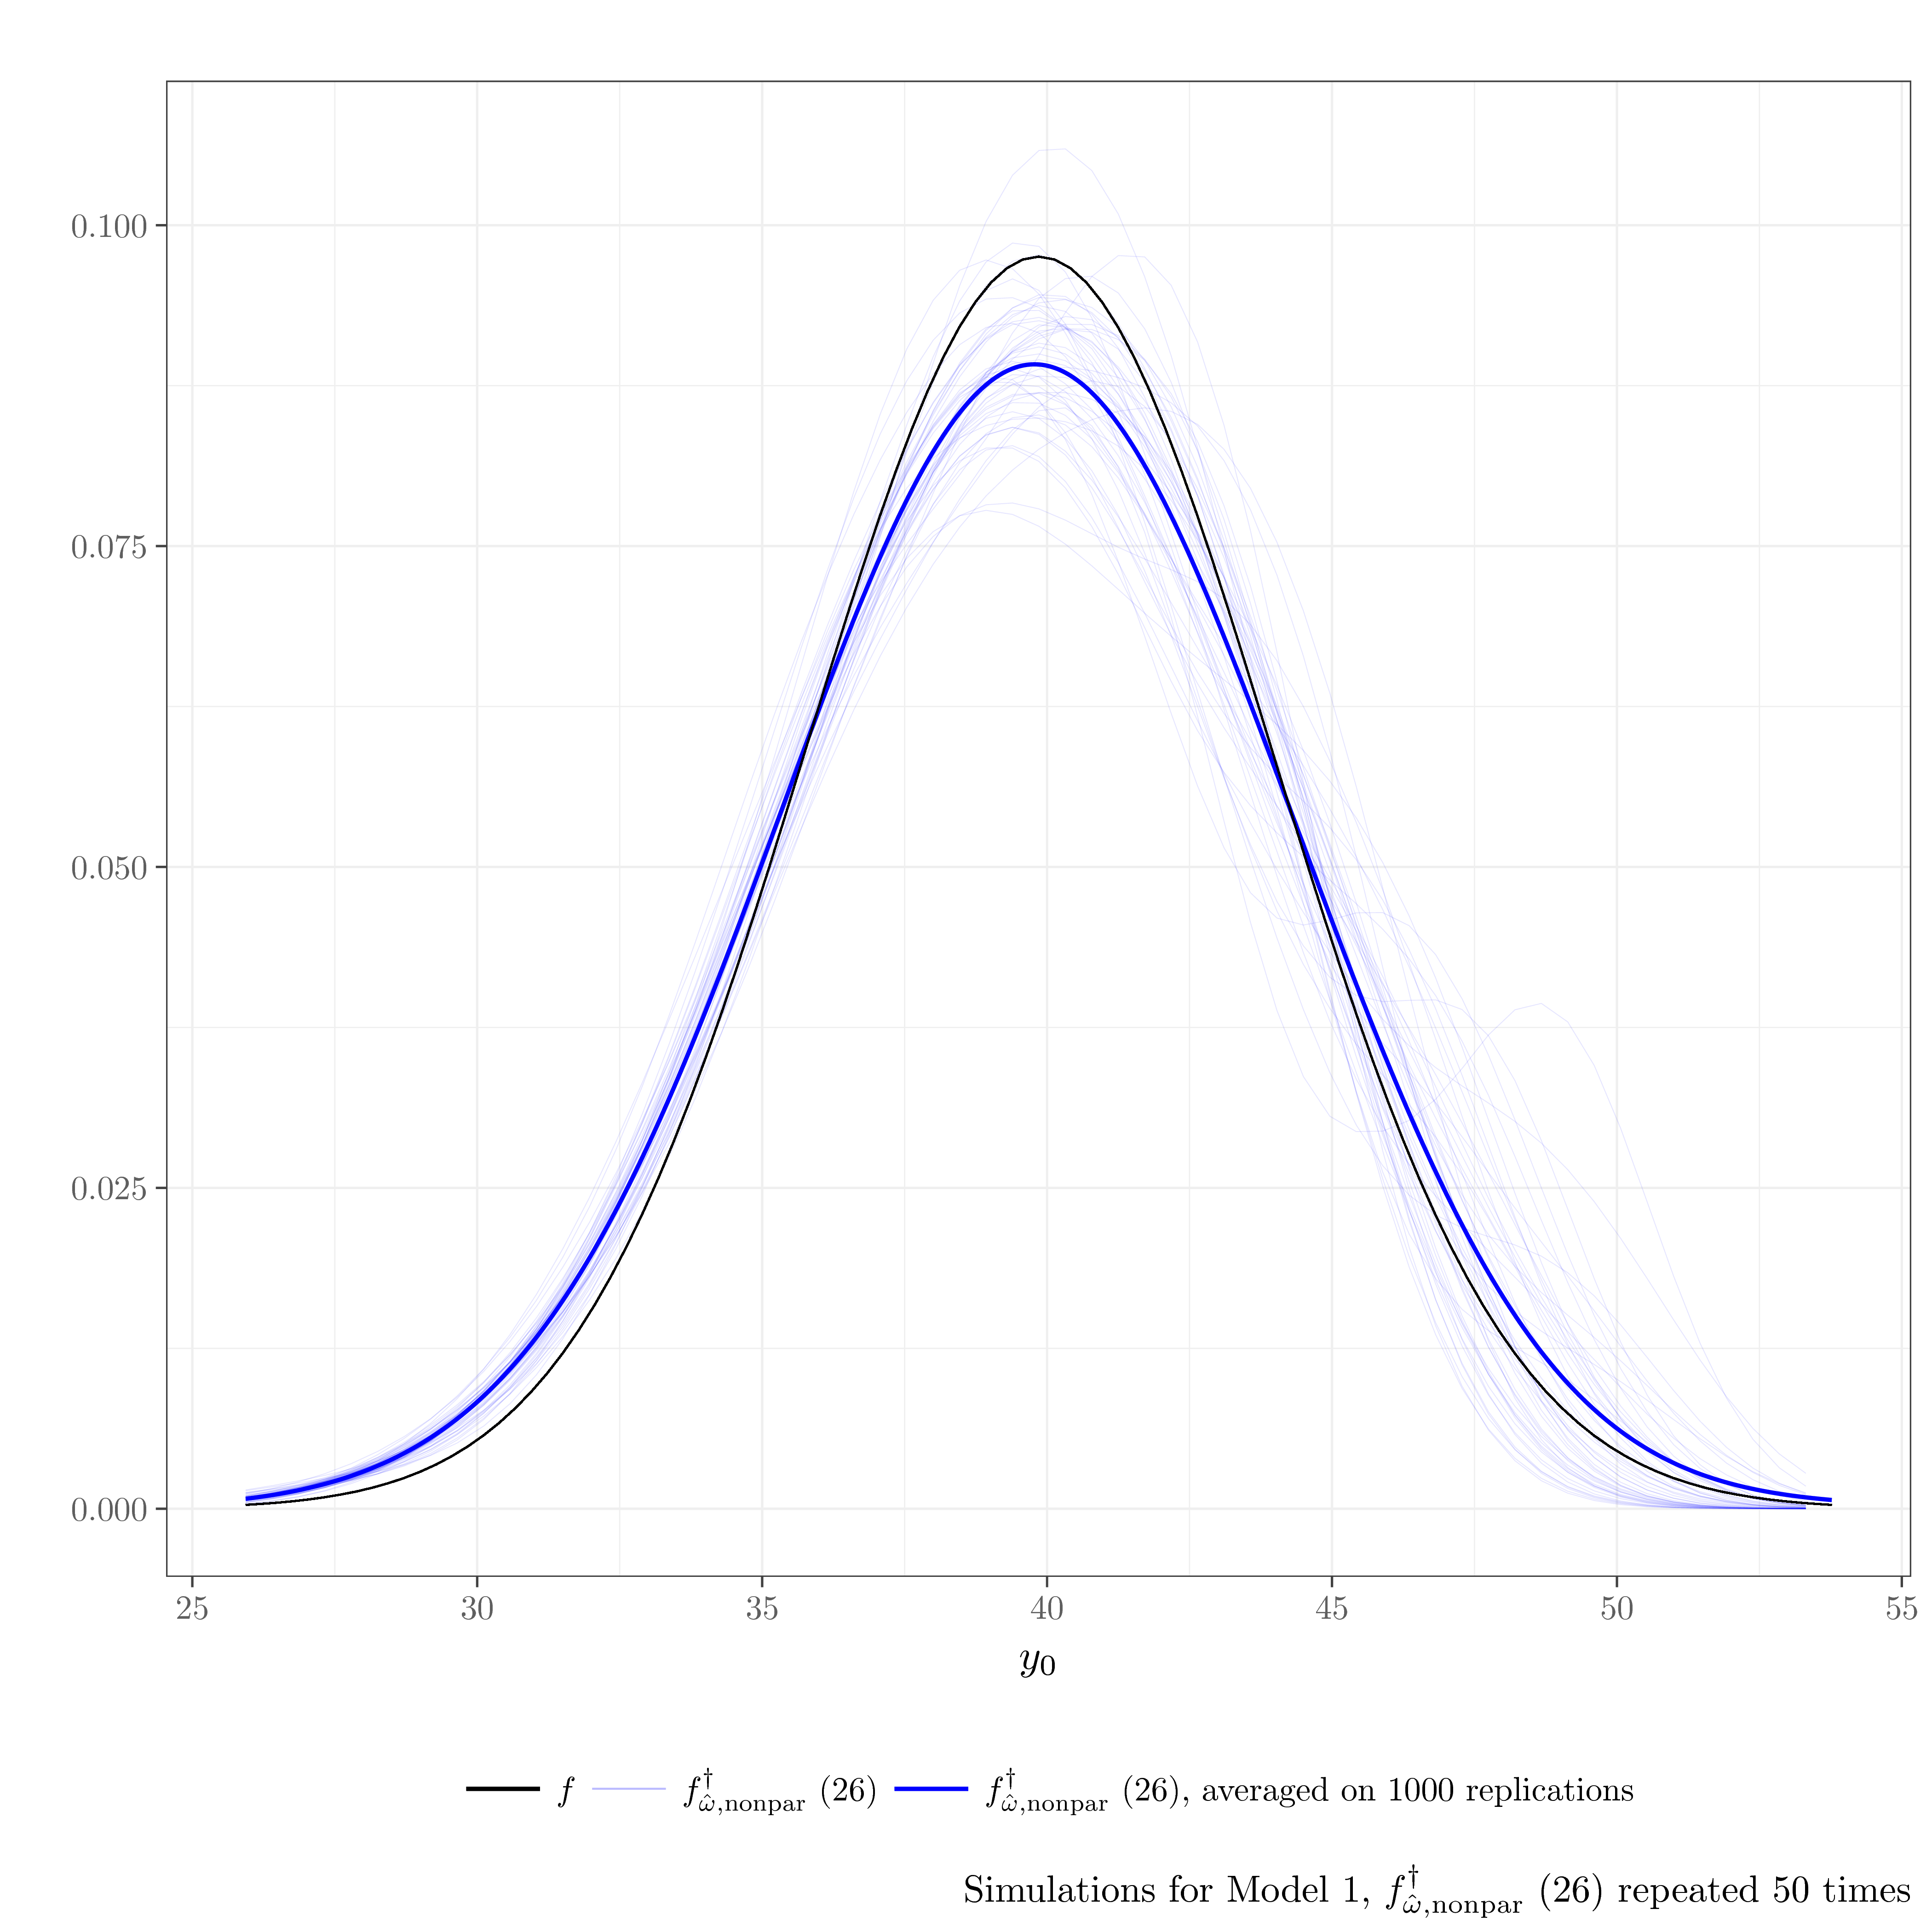 0.100
0.075
0.050
0.025
0.000
25 30 35 40 45 50 55
y₀
f f†ω̂,nonpar (26) f†ω̂,nonpar (26), averaged on 1000 replications
Simulations for Model 1, f†ω̂,nonpar (26) repeated 50 times